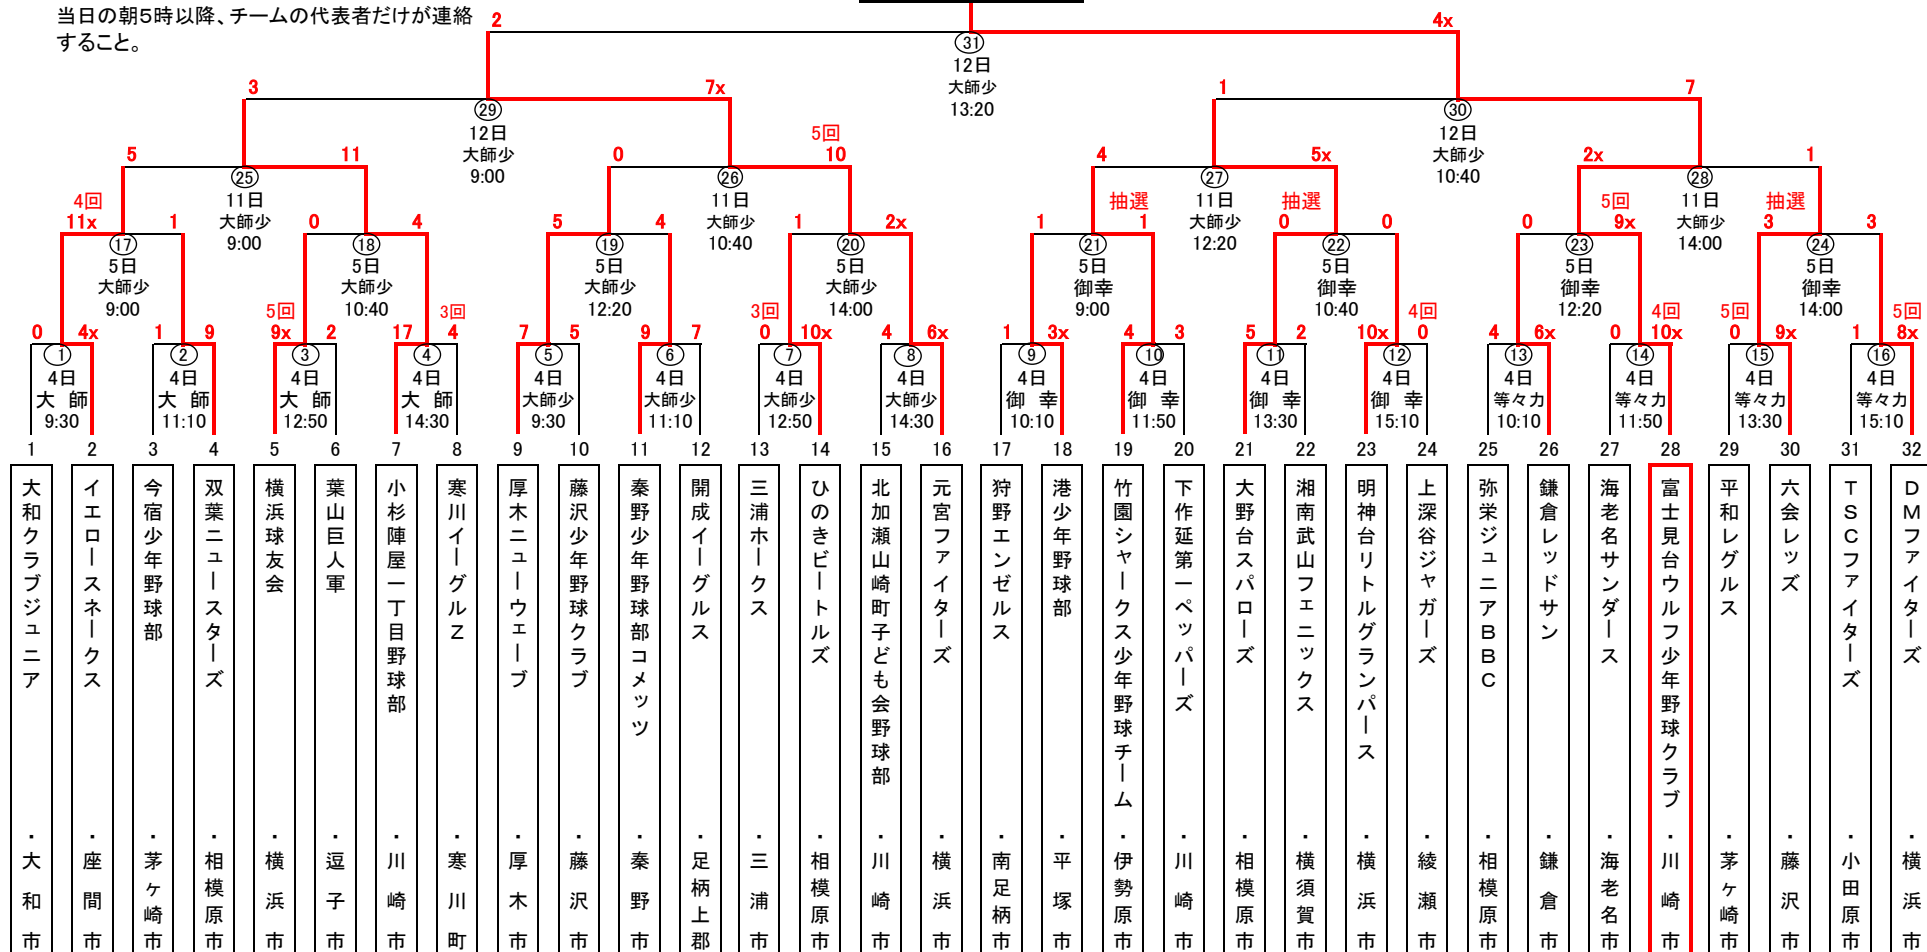 当日の朝5時以降、チームの代表者だけが連絡
すること。
2 4x
㉛
12日
大師少
13:20
3 7x 1 7
㉙ ㉚
12日 12日
大師少 大師少
9:00 10:40
5回
5 11 0 10 4 5x 2x 1
㉕ ㉖ ㉗ ㉘
11日 11日 11日 11日
大師少 大師少 大師少 大師少
9:00 10:40 12:20 14:00
4回 抽選 抽選 5回 抽選
11x 1 0 4 5 4 1 2x 1 1 0 0 0 9x 3 3
⑰ ⑱ ⑲ ⑳ ㉑ ㉒ ㉓ ㉔
5日 5日 5日 5日 5日 5日 5日 5日
大師少 大師少 大師少 大師少 御幸 御幸 御幸 御幸
9:00 10:40 12:20 14:00 9:00 10:40 12:20 14:00
5回 3回 3回 4回 4回 5回 5回
0 4x 1 9 9x 2 17 4 7 5 9 7 0 10x 4 6x 1 3x 4 3 5 2 10x 0 4 6x 0 10x 0 9x 1 8x
① ② ③ ④ ⑤ ⑥ ⑦ ⑧ ⑨ ⑩ ⑪ ⑫ ⑬ ⑭ ⑮ ⑯
4日 4日 4日 4日 4日 4日 4日 4日 4日 4日 4日 4日 4日 4日 4日 4日
大 師 大 師 大 師 大 師 大師少 大師少 大師少 大師少 御 幸 御 幸 御 幸 御 幸 等々力 等々力 等々力 等々力
9:30 11:10 12:50 14:30 9:30 11:10 12:50 14:30 10:10 11:50 13:30 15:10 10:10 11:50 13:30 15:10
1 2 3 4 5 6 7 8 9 10 11 12 13 14 15 16 17 18 19 20 21 22 23 24 25 26 27 28 29 30 31 32
大和クラブジュニア ・大和市
イエロースネークス ・座間市
今宿少年野球部 ・茅ヶ崎市
双葉ニュースターズ ・相模原市
横浜球友会 ・横浜市
葉山巨人軍 ・逗子市
小杉陣屋一丁目野球部 ・川崎市
寒川イーグルZ ・寒川町
厚木ニューウェーブ ・厚木市
藤沢少年野球クラブ ・藤沢市
秦野少年野球部コメッツ ・秦野市
開成イーグルス ・足柄上郡
三浦ホークス ・三浦市
ひのきビートルズ ・相模原市
北加瀬山崎町子ども会野球部 ・川崎市
元宮ファイターズ ・横浜市
狩野エンゼルス ・南足柄市
港少年野球部 ・平塚市
竹園シャークス少年野球チーム ・伊勢原市
下作延第一ペッパーズ ・川崎市
大野台スパローズ ・相模原市
湘南武山フェニックス ・横須賀市
明神台リトルグランパース ・横浜市
上深谷ジャガーズ ・綾瀬市
弥栄ジュニアBBC ・相模原市
鎌倉レッドサン ・鎌倉市
海老名サンダース ・海老名市
富士見台ウルフ少年野球クラブ ・川崎市
平和レグルス ・茅ヶ崎市
六会レッズ ・藤沢市
TSCファイターズ ・小田原市
DMファイターズ ・横浜市